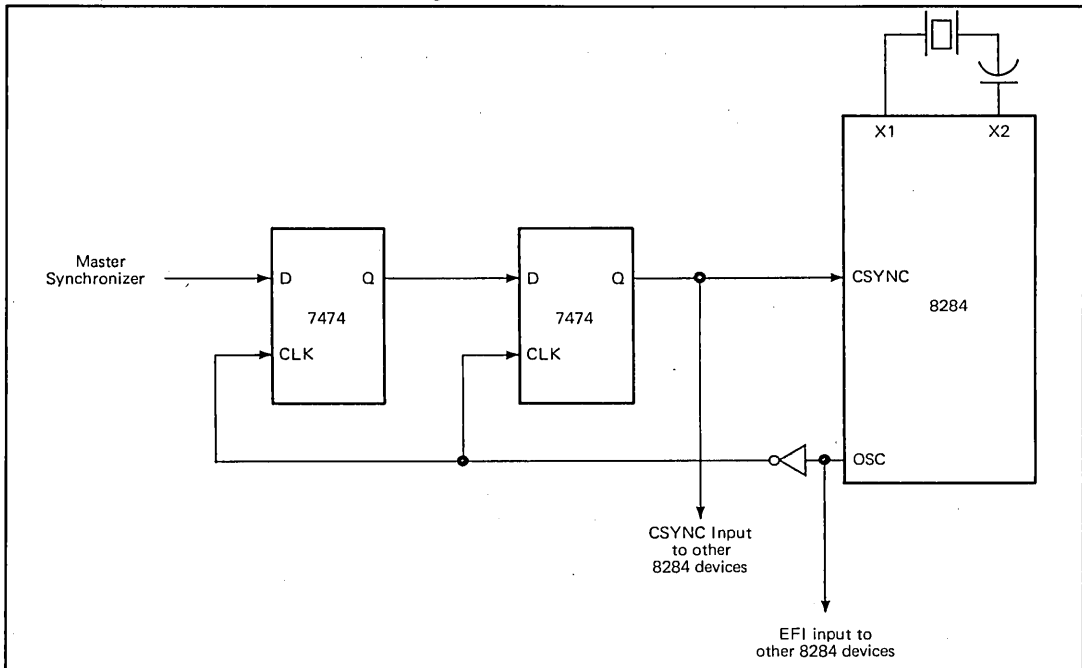 X1 X2
Master
Synchronizer
D Q
7474
CLK
D Q
7474
CLK
CSYNC
8284
OSC
CSYNC Input
to other
8284 devices
EFI input to
other 8284 devices